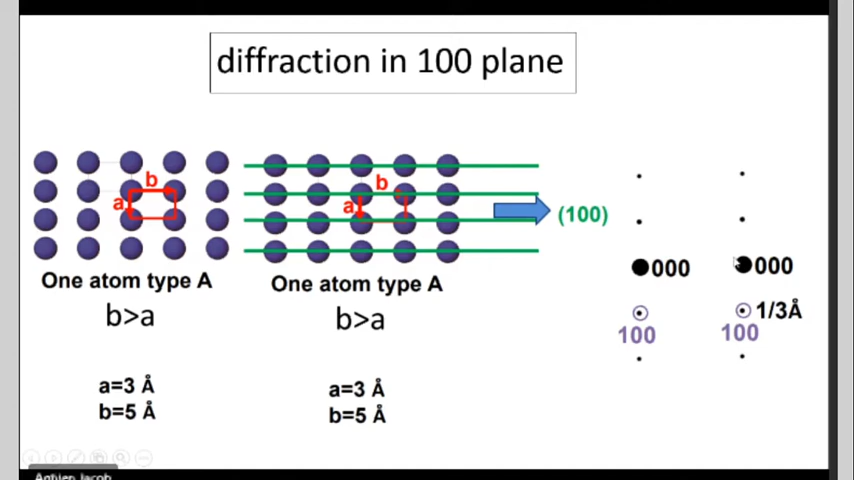 diffraction in 100 plane
b
a
One atom type A
b>a
a=3 Å
b=5 Å
b
a
(100)
One atom type A
b>a
a=3 Å
b=5 Å
000
100
000
1/3Å
100